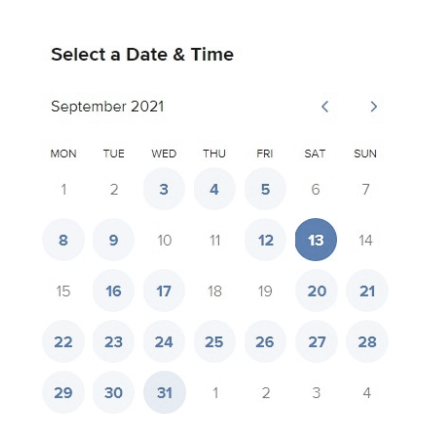 Select a Date & Time
September 2021
MON TUE WED THU FRI SAT SUN
1 2 3 4 5 6 7
8 9 10 11 12 13 14
15 16 17 18 19 20 21
22 23 24 25 26 27 28
29 30 31 1 2 3 4